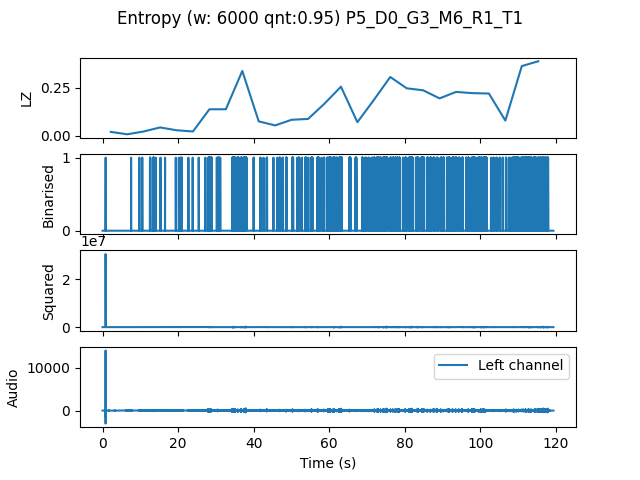 Entropy (w: 6000 qnt:0.95) P5_D0_G3_M6_R1_T1
0.25
0.00
LZ
1
0
Binarised
1e7
2
0
Squared
10000
0
Audio
Left channel
0 20 40 60 80 100 120
Time (s)